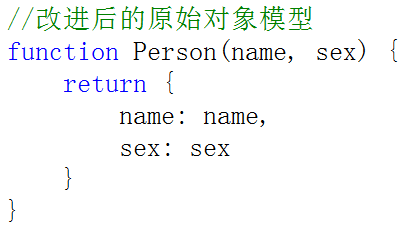 //改进后的原始对象模型
function Person(name, sex) {
    return {
        name: name,
        sex: sex
    }
}